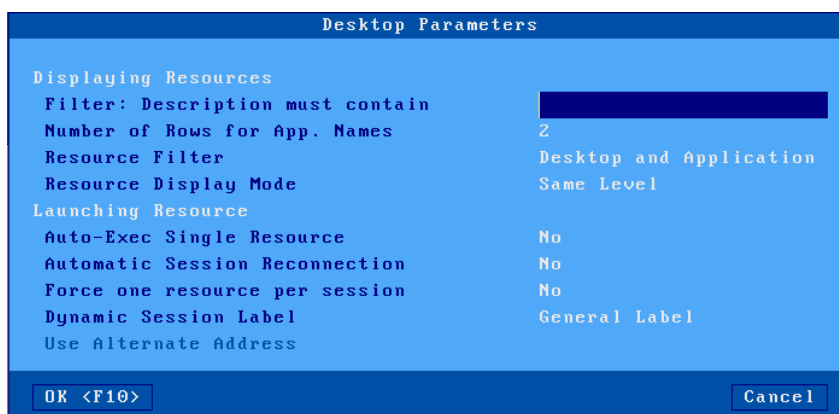 Desktop Parameters
Displaying Resources
Filter: Description must contain
Number of Rows for App. Names 2
Resource Filter Desktop and Application
Resource Display Mode Same Level
Launching Resource
Auto-Exec Single Resource No
Automatic Session Reconnection No
Force one resource per session No
Dynamic Session Label General Label
Use Alternate Address
OK <F10> Cancel